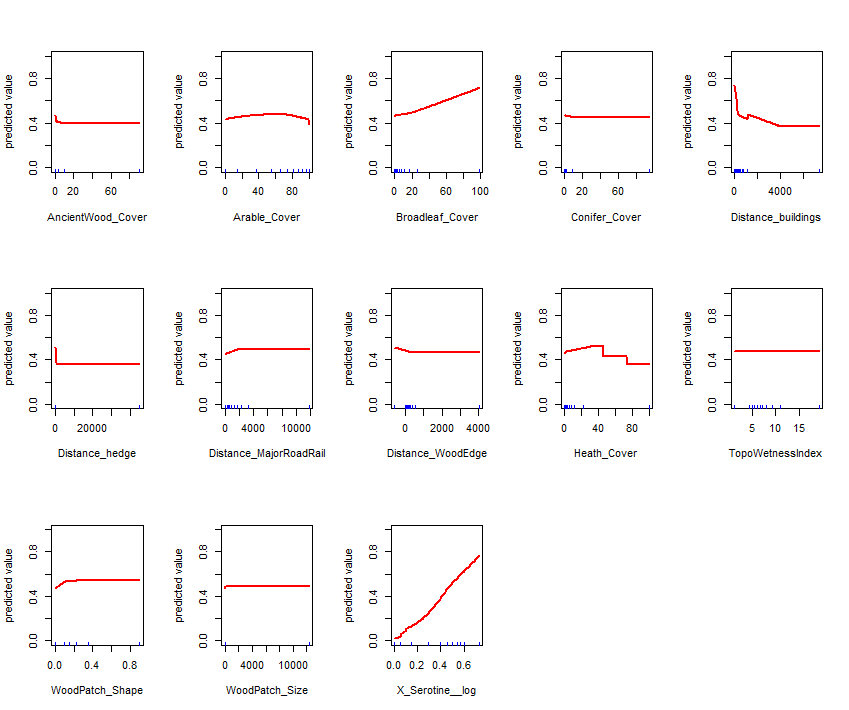 predicted value
0.0 0.4 0.8
0 20 60
AncientWood_Cover
predicted value
0.0 0.4 0.8
0 40 80
Arable_Cover
predicted value
0.0 0.4 0.8
0 20 60 100
Broadleaf_Cover
predicted value
0.0 0.4 0.8
0 20 60
Conifer_Cover
predicted value
0.0 0.4 0.8
0 4000
Distance_buildings
predicted value
0.0 0.4 0.8
0 20000
Distance_hedge
predicted value
0.0 0.4 0.8
0 4000 10000
Distance_MajorRoadRail
predicted value
0.0 0.4 0.8
0 2000 4000
Distance_WoodEdge
predicted value
0.0 0.4 0.8
0 40 80
Heath_Cover
predicted value
0.0 0.4 0.8
5 10 15
TopoWetnessIndex
predicted value
0.0 0.4 0.8
0.0 0.4 0.8
WoodPatch_Shape
predicted value
0.0 0.4 0.8
0 4000 10000
WoodPatch_Size
predicted value
0.0 0.4 0.8
0.0 0.2 0.4 0.6
X_Serotine__log